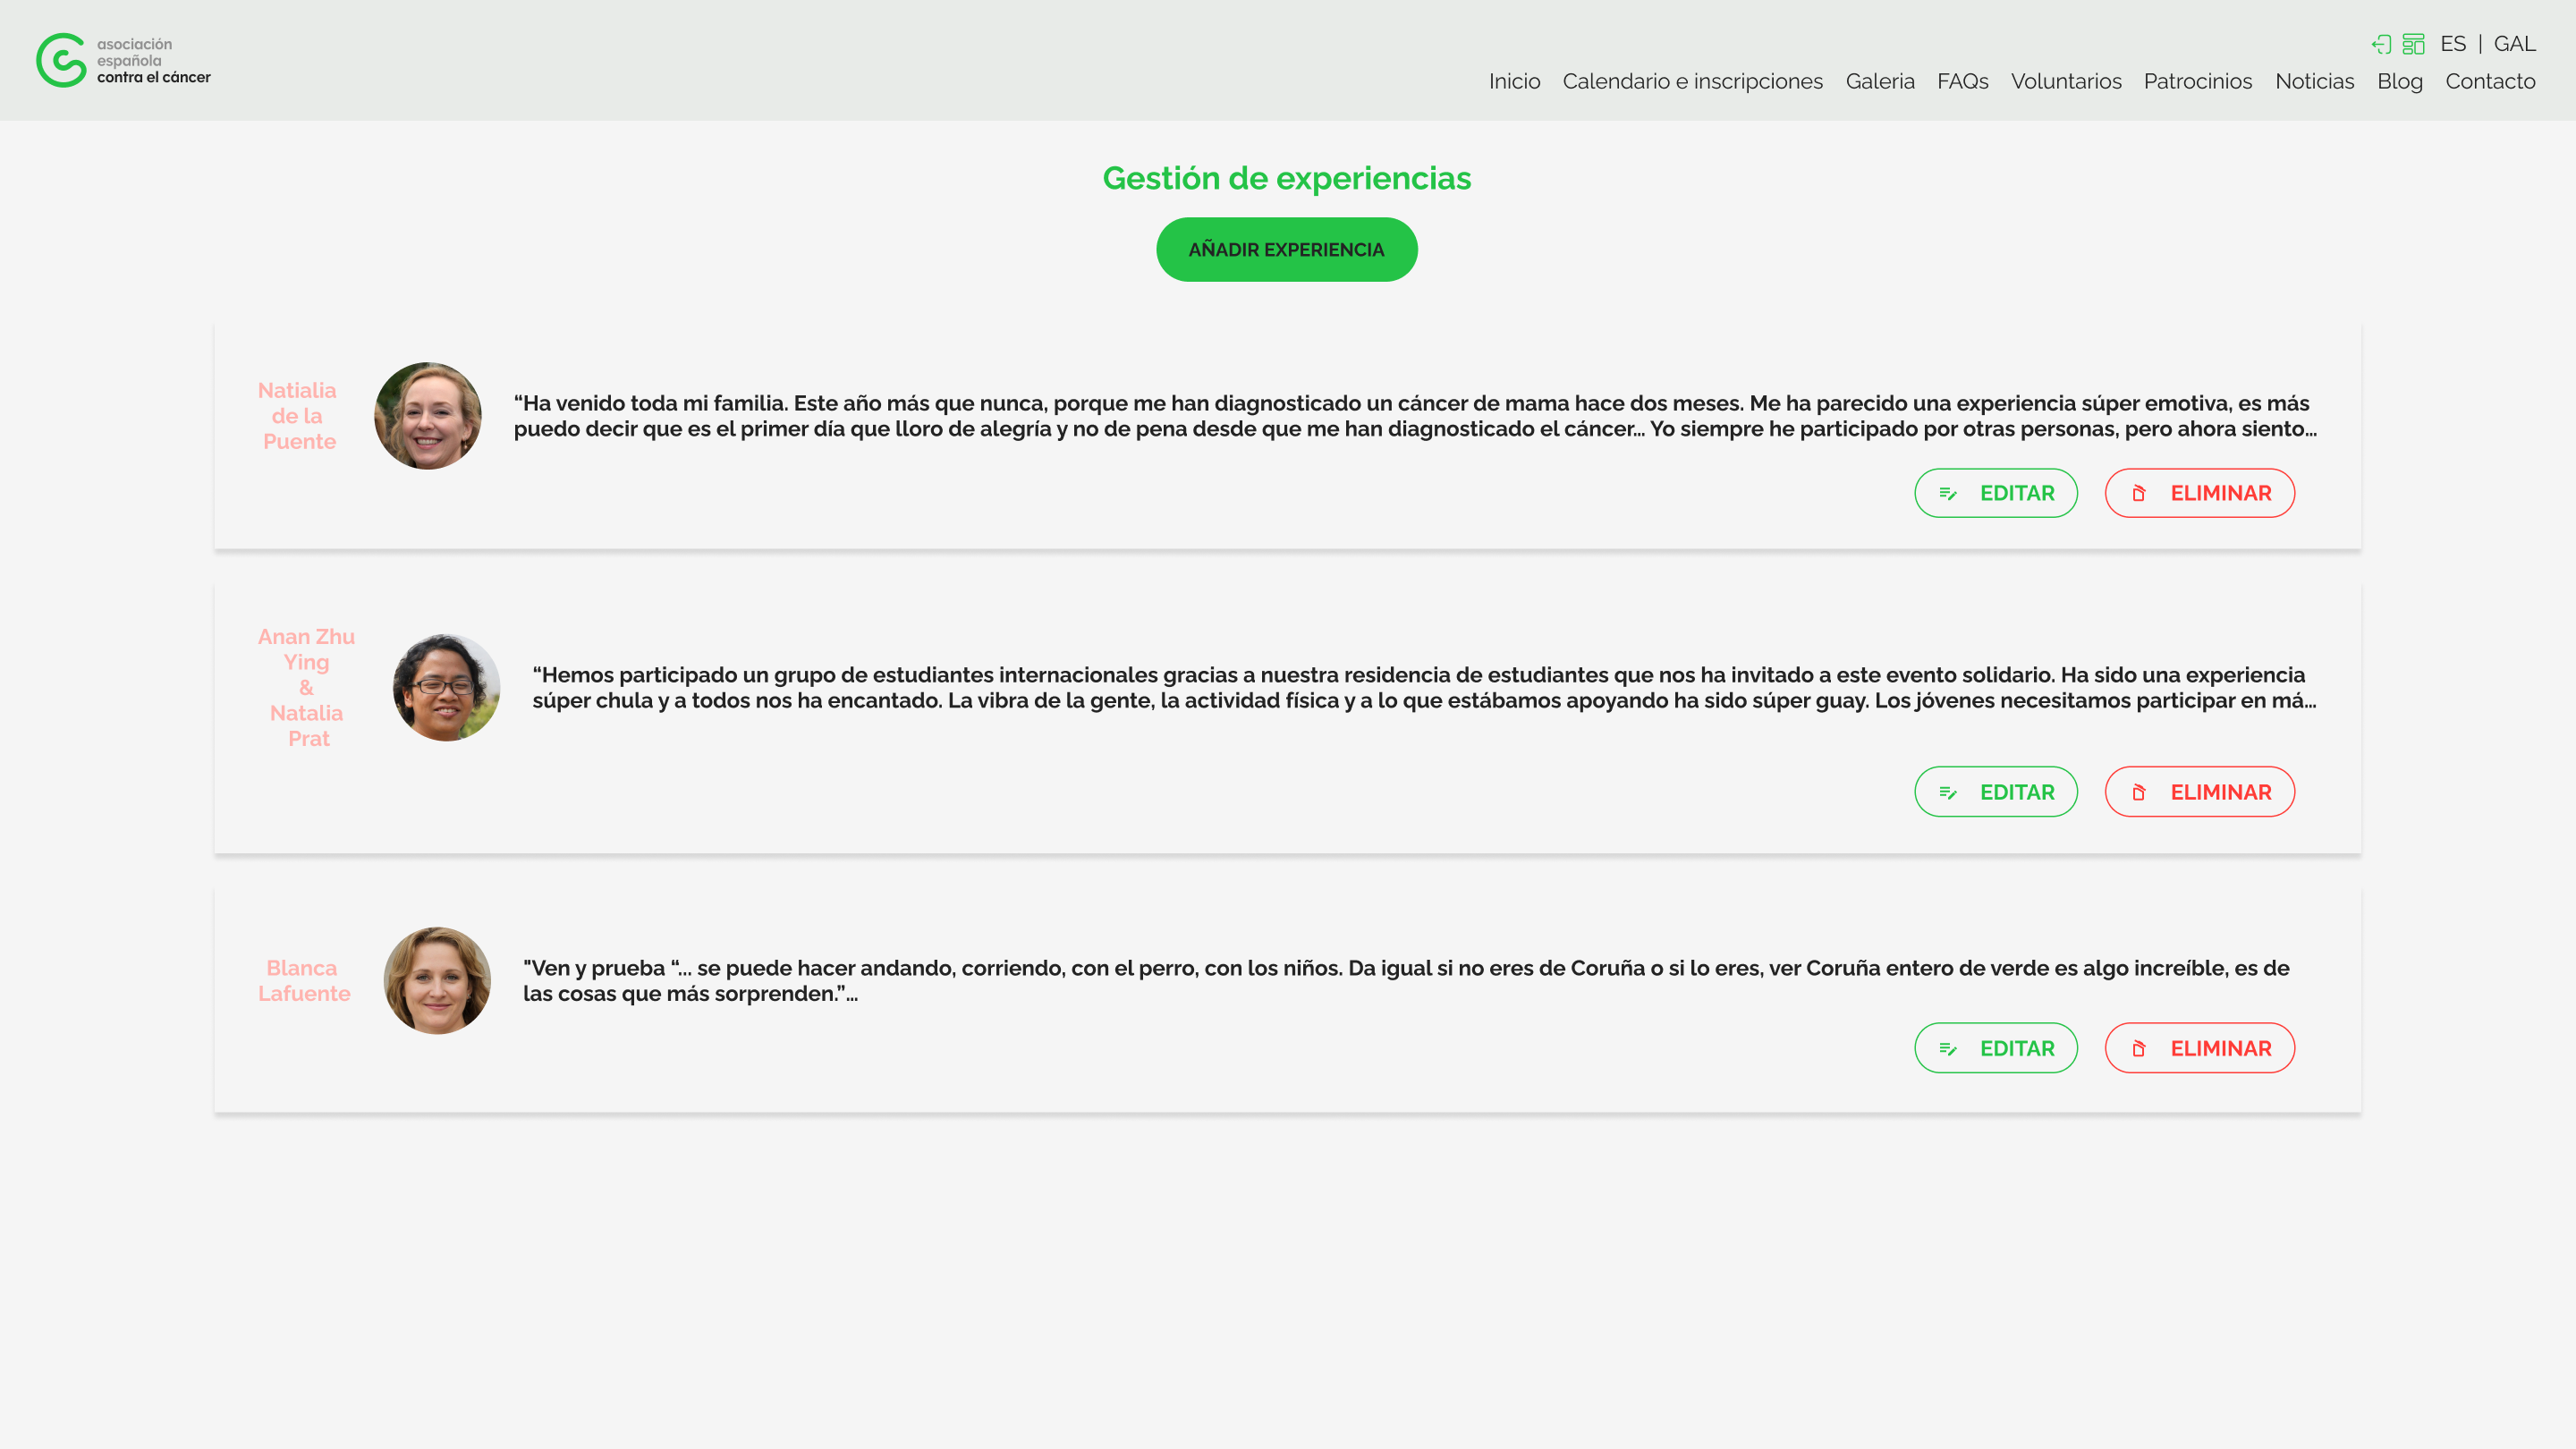 asociación
española
contra el cáncer
ES | GAL
Inicio Calendario e inscripciones Galeria FAQs Voluntarios Patrocinios Noticias Blog Contacto
Gestión de experiencias
AÑADIR EXPERIENCIA
Natialia
de la
Puente
“Ha venido toda mi familia. Este año más que nunca, porque me han diagnosticado un cáncer de mama hace dos meses. Me ha parecido una experiencia súper emotiva, es más
puedo decir que es el primer día que lloro de alegría y no de pena desde que me han diagnosticado el cáncer... Yo siempre he participado por otras personas, pero ahora siento...
EDITAR ELIMINAR
Anan Zhu
Ying
&
Natalia
Prat
“Hemos participado un grupo de estudiantes internacionales gracias a nuestra residencia de estudiantes que nos ha invitado a este evento solidario. Ha sido una experiencia
súper chula y a todos nos ha encantado. La vibra de la gente, la actividad física y a lo que estábamos apoyando ha sido súper guay. Los jóvenes necesitamos participar en má...
EDITAR ELIMINAR
Blanca
Lafuente
"Ven y prueba “... se puede hacer andando, corriendo, con el perro, con los niños. Da igual si no eres de Coruña o si lo eres, ver Coruña entero de verde es algo increíble, es de
las cosas que más sorprenden.”...
EDITAR ELIMINAR